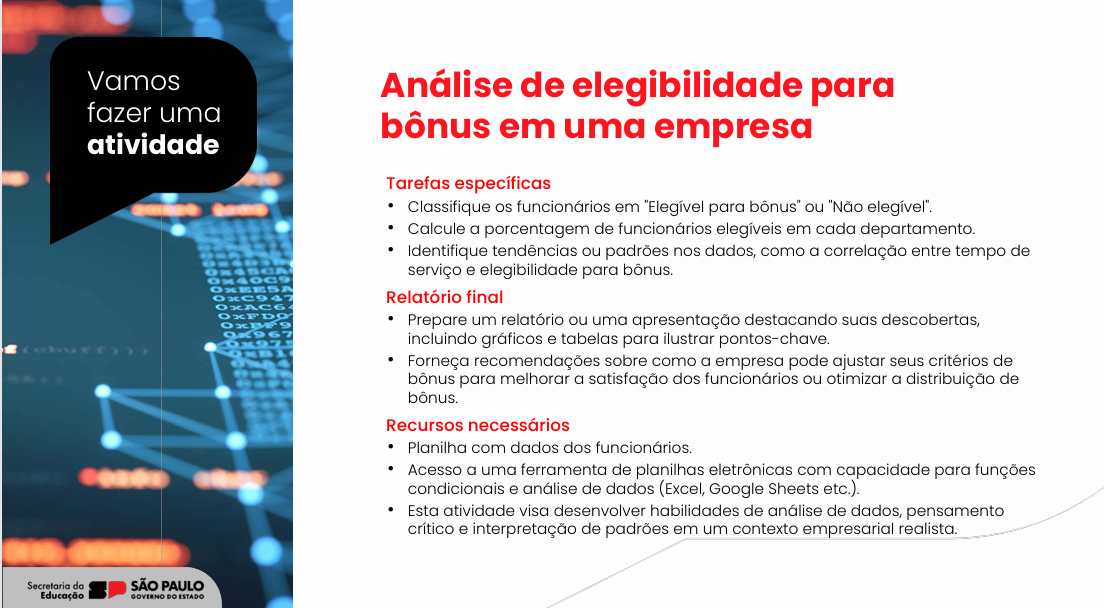 Vamos
fazer uma
atividade
Análise de elegibilidade para
bônus em uma empresa
Tarefas específicas
• Classifique os funcionários em "Elegível para bônus" ou "Não elegível".
• Calcule a porcentagem de funcionários elegíveis em cada departamento.
• Identifique tendências ou padrões nos dados, como a correlação entre tempo de
serviço e elegibilidade para bônus.
Relatório final
• Prepare um relatório ou uma apresentação destacando suas descobertas,
incluindo gráficos e tabelas para ilustrar pontos-chave.
• Forneça recomendações sobre como a empresa pode ajustar seus critérios de
bônus para melhorar a satisfação dos funcionários ou otimizar a distribuição de
bônus.
Recursos necessários
• Planilha com dados dos funcionários.
• Acesso a uma ferramenta de planilhas eletrônicas com capacidade para funções
condicionais e análise de dados (Excel, Google Sheets etc.).
• Esta atividade visa desenvolver habilidades de análise de dados, pensamento
crítico e interpretação de padrões em um contexto empresarial realista.
Secretaria da
Educação
SP
SÃO PAULO
GOVERNO DO ESTADO